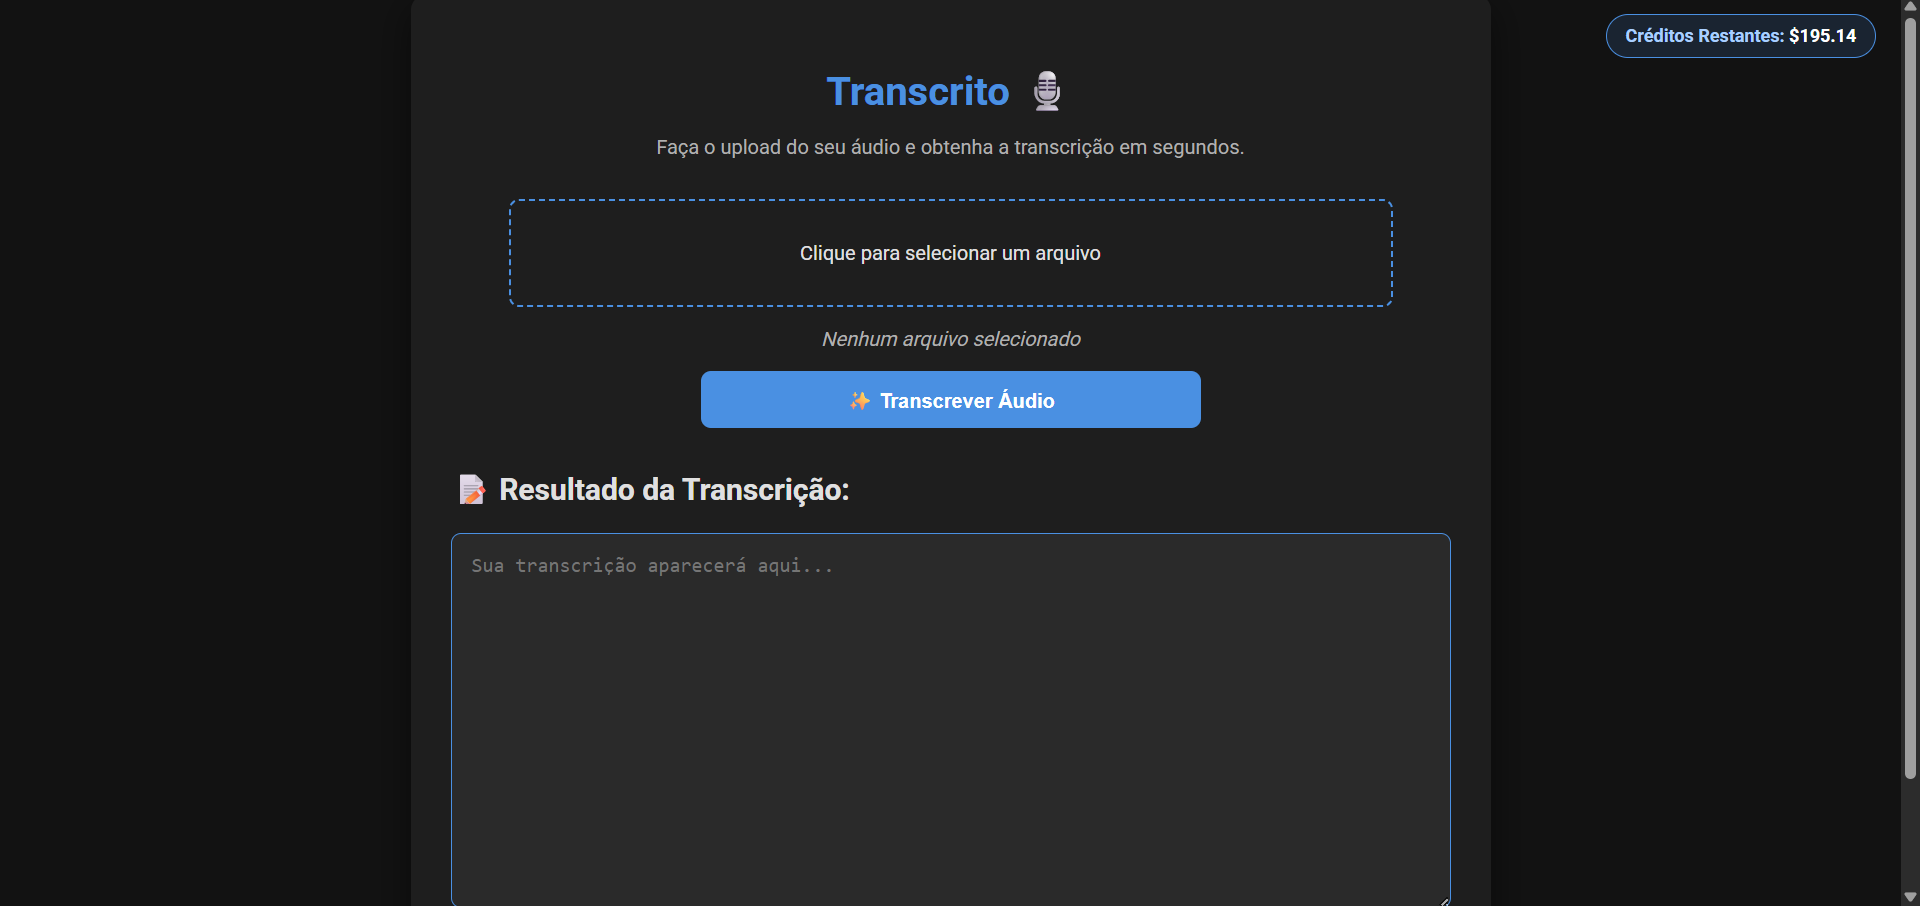 Créditos Restantes: $195.14
Transcrito
Faça o upload do seu áudio e obtenha a transcrição em segundos.
Clique para selecionar um arquivo
Nenhum arquivo selecionado
✨ Transcrever Áudio
📝 Resultado da Transcrição:
Sua transcrição aparecerá aqui...